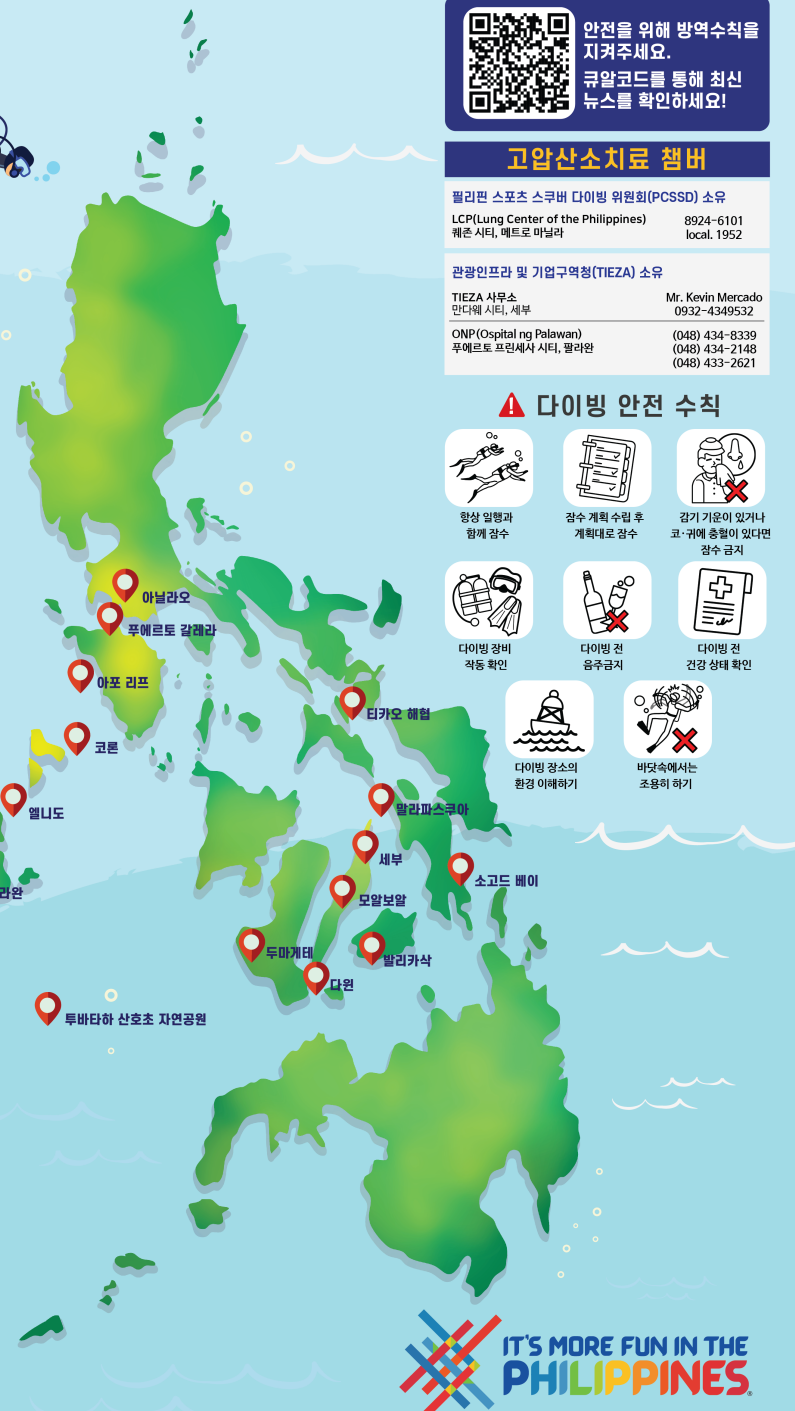 안전을 위해 방역수칙을
지켜주세요.
큐알코드를 통해 최신
뉴스를 확인하세요!
고압산소치료 챔버
필리핀 스포츠 스쿠버 다이빙 위원회(PCSSD) 소유
LCP(Lung Center of the Philippines) 8924-6101
퀘존 시티, 메트로 마닐라 local. 1952
관광인프라 및 기업구역청(TIEZA) 소유
TIEZA 사무소 Mr. Kevin Mercado
만다웨 시티, 세부 0932-4349532
ONP(Ospital ng Palawan) (048) 434-8339
푸에르토 프린세사 시티, 팔라완 (048) 434-2148
(048) 433-2621
다이빙 안전 수칙
항상 일행과
함께 잠수
잠수 계획 수립 후
계획대로 잠수
감기 기운이 있거나
코·귀에 충혈이 있다면
잠수 금지
다이빙 장비
작동 확인
다이빙 전
음주금지
다이빙 전
건강 상태 확인
다이빙 장소의
환경 이해하기
바닷속에서는
조용히 하기
아닐라오
푸에르토 갈레라
아포 리프
티카오 해협
코론
엘니도
말라파스쿠아
세부
소고드 베이
라완
모알보알
두마게테
발리카삭
다윈
투바타하 산호초 자연공원
IT'S MORE FUN IN THE
PHILIPPINES®